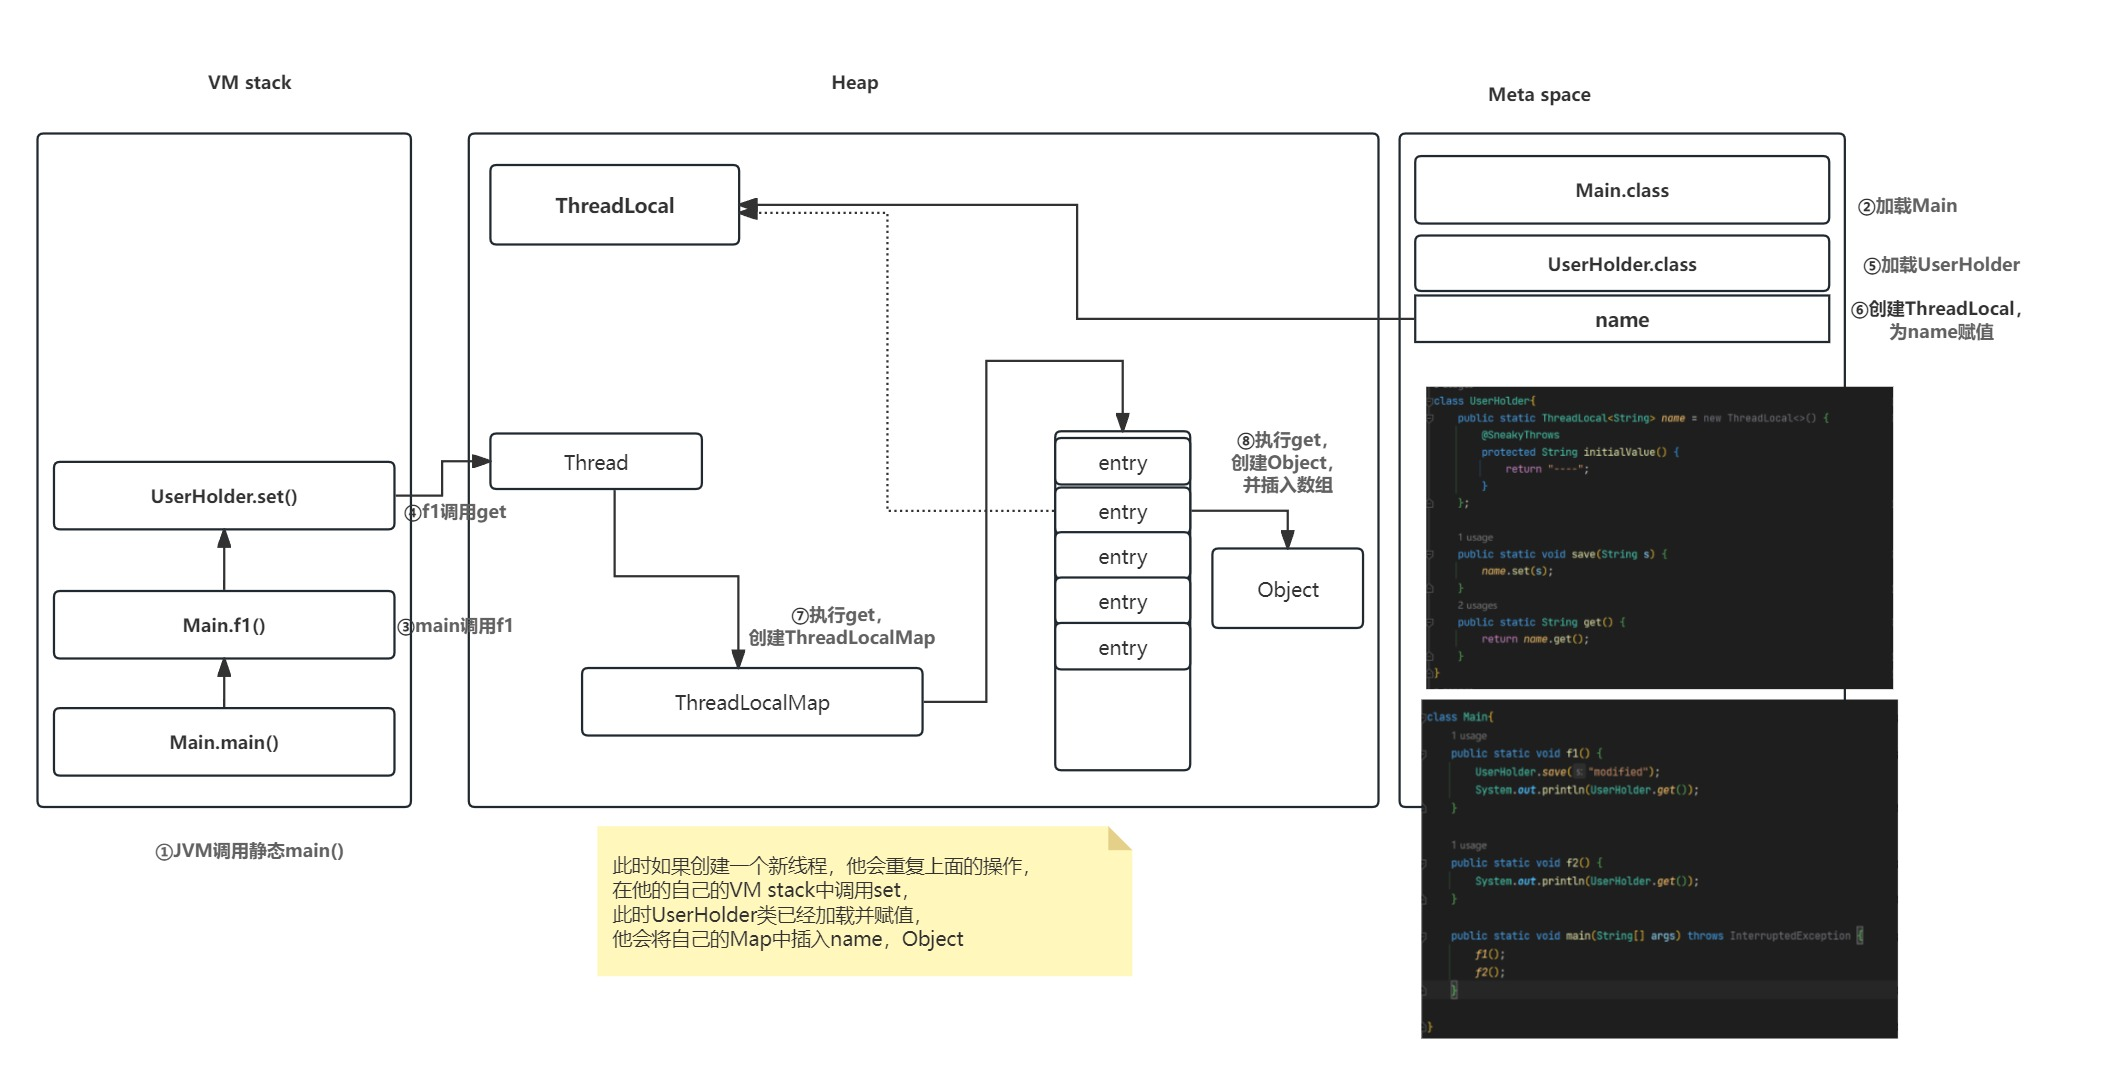 VM stack
Heap
Meta space
ThreadLocal
Main.class
②加载Main
UserHolder.class
⑤加载UserHolder
name
⑥创建ThreadLocal，
为name赋值
UserHolder.set()
④f1调用get
Thread
entry
entry
entry
entry
entry
⑧执行get，
创建Object，
并插入数组
Object
Main.f1()
③main调用f1
⑦执行get，
创建ThreadLocalMap
ThreadLocalMap
Main.main()
①JVM调用静态main()
此时如果创建一个新线程，他会重复上面的操作，
在他的自己的VM stack中调用set，
此时UserHolder类已经加载并赋值，
他会将自己的Map中插入name，Object
class UserHolder{
public static ThreadLocal<String> name = new ThreadLocal<>() {
@SneakyThrows
protected String initialValue() {
return "----";
}
};
1 usage
public static void save(String s) {
name.set(s);
}
2 usages
public static String get() {
return name.get();
}
}
class Main{
1 usage
public static void f1() {
UserHolder.save( s: "modified");
System.out.println(UserHolder.get());
}
1 usage
public static void f2() {
System.out.println(UserHolder.get());
}
public static void main(String[] args) throws InterruptedException {
f1();
f2();
}
}